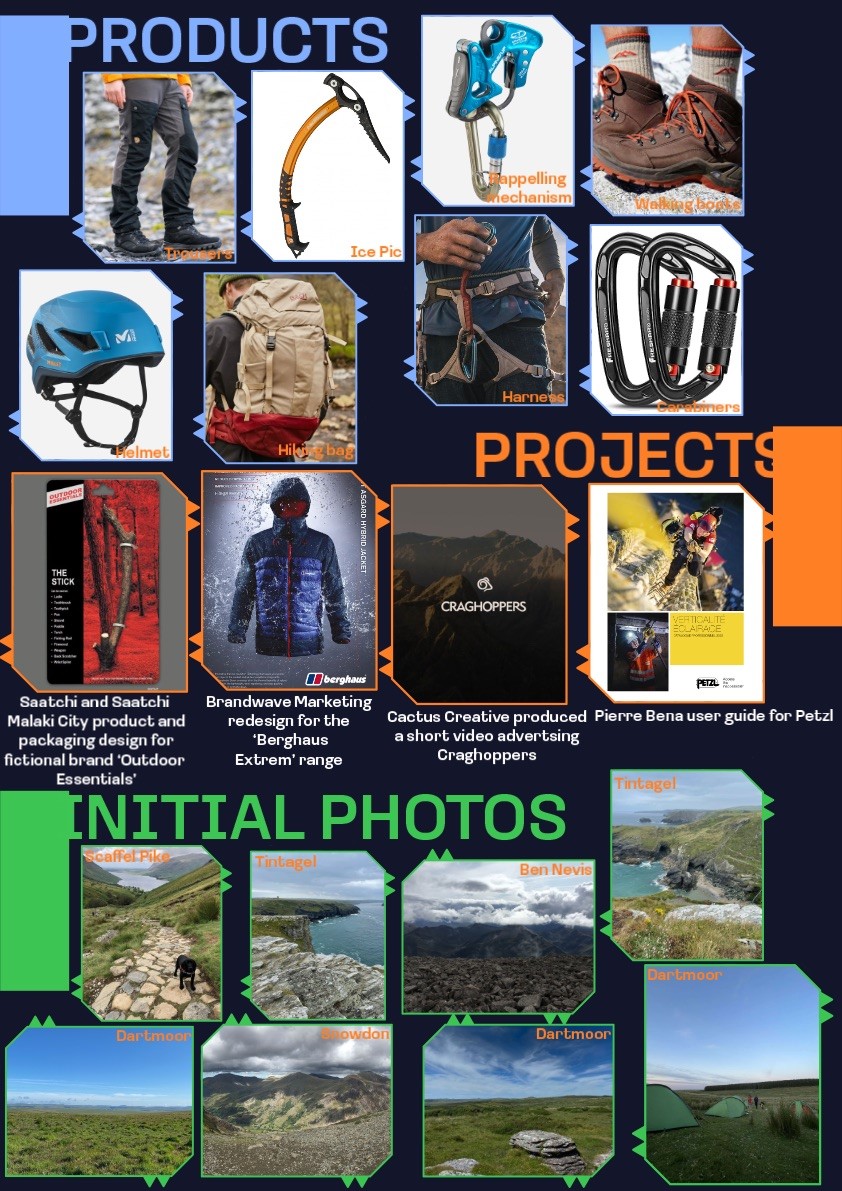 PRODUCTS
Trousers
Ice Pic
Rappelling
mechanism
Walking boots
Helmet
Hiking bag
Harness
Carabiners
PROJECTS
OUTDOOR
ESSENTIALS
THE
STICK
ASGARD HYBRID JACKET
berghaus
CRAGHOPPERS
VERTICALITÉ
ÉCLAIRAGE
PETZL
Saatchi and Saatchi
Malaki City product and
packaging design for
fictional brand ‘Outdoor
Essentials’
Brandwave Marketing
redesign for the
‘Berghaus
Extrem’ range
Cactus Creative produced
a short video advertsing
Craghoppers
Pierre Bena user guide for Petzl
INITIAL PHOTOS
Scaffel Pike
Tintagel
Ben Nevis
Tintagel
Dartmoor
Dartmoor
Snowdon
Dartmoor